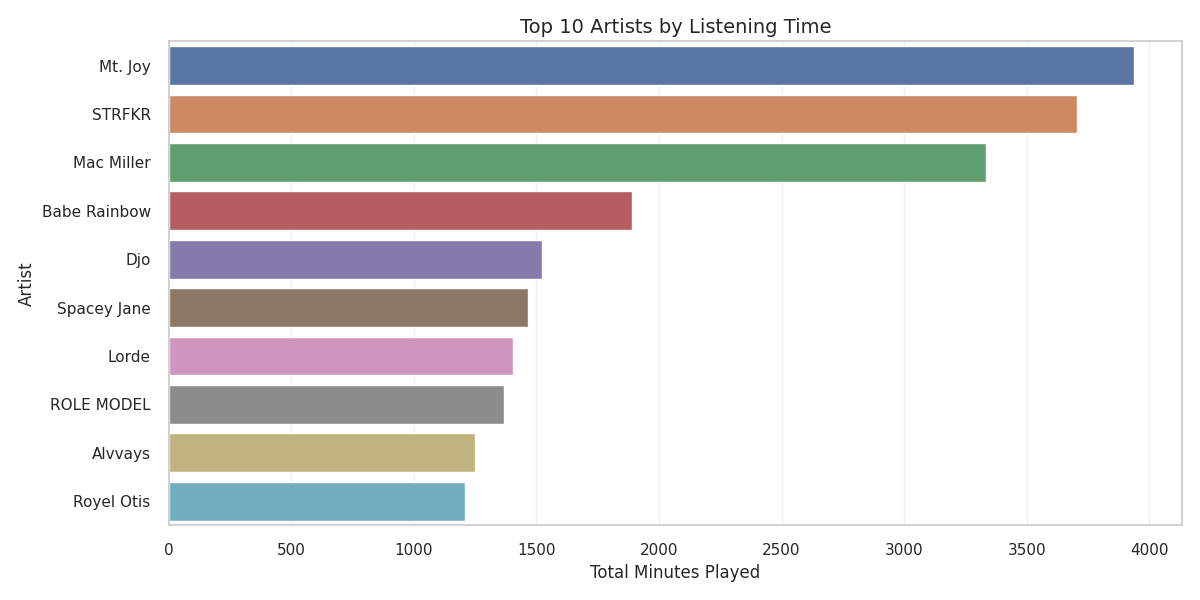 Top 10 Artists by Listening Time
Artist
Mt. Joy
STRFKR
Mac Miller
Babe Rainbow
Djo
Spacey Jane
Lorde
ROLE MODEL
Alvvays
Royel Otis
0 500 1000 1500 2000 2500 3000 3500 4000
Total Minutes Played